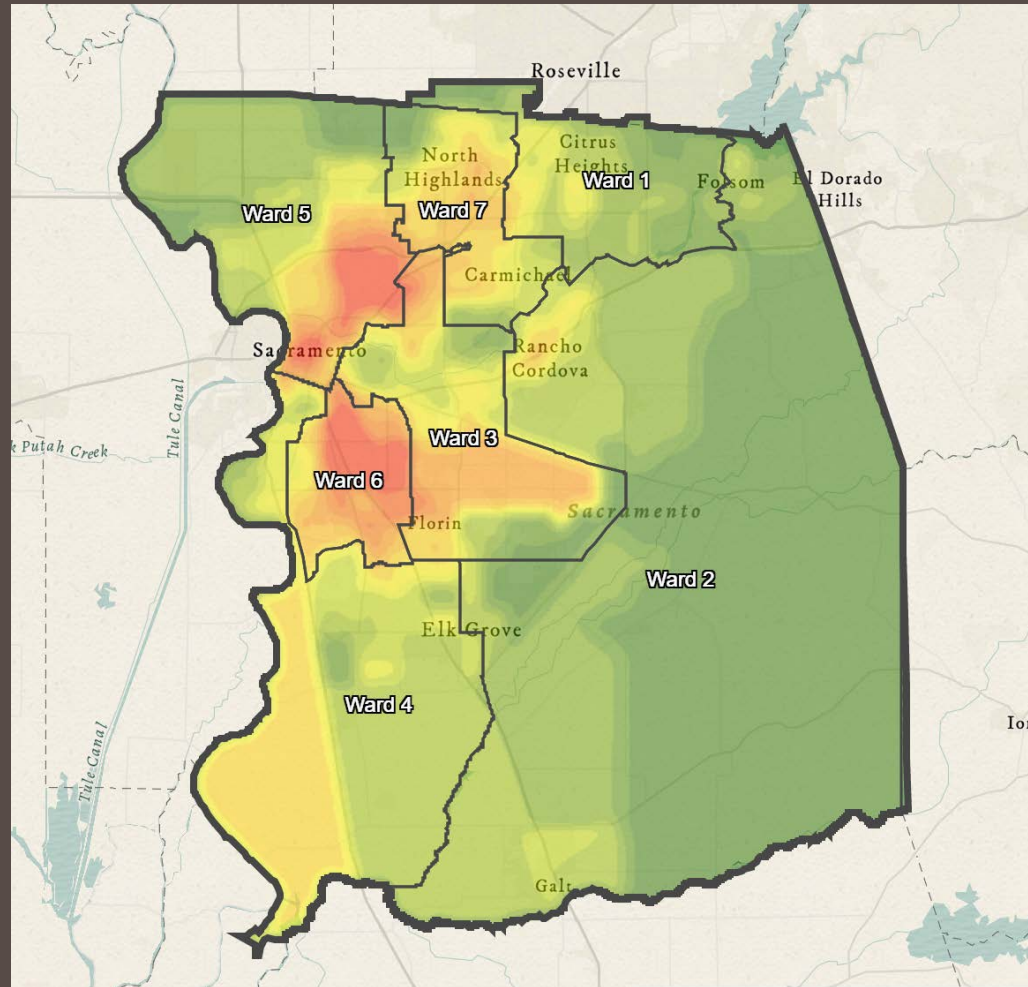 Roseville
Citrus
Heights
North
Highlands
Ward 1
Folsom
El Dorado
Hills
Ward 5
Ward 7
Carmichael
Sacramento
Rancho
Cordova
Tule Canal
Putah Creek
Ward 3
Ward 6
Florin
Sacramento
Ward 2
Elk Grove
Ward 4
Tule Canal
Galt